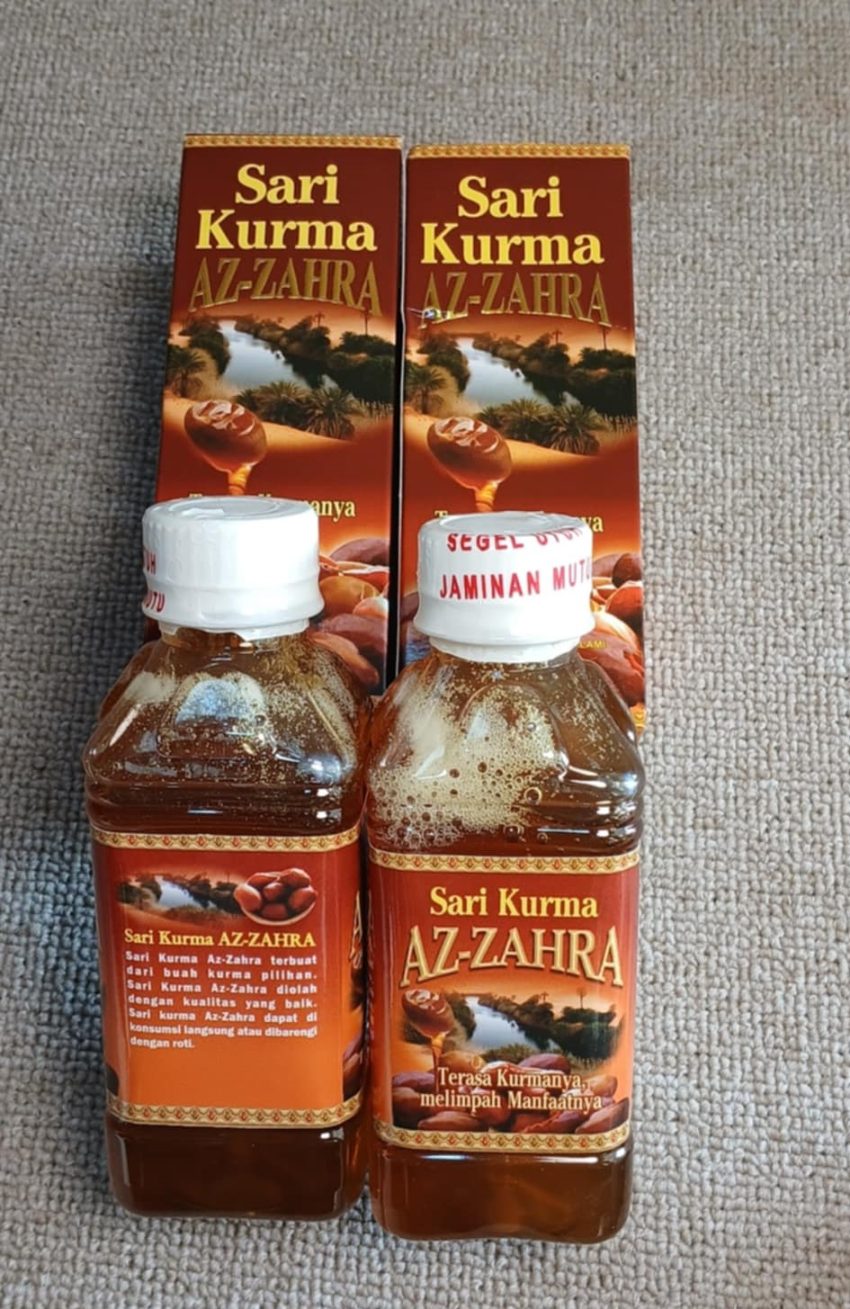 Sari
Kurma
AZ-ZAHRA
Sari
Kurma
AZ-ZAHRA
SEGEL
JAMINAN MUTU
Sari Kurma AZ-ZAHRA
Sari Kurma Az-Zahra terbuat
dari buah kurma pilihan.
Sari Kurma Az-Zahra diolah
dengan kualitas yang baik.
Sari kurma Az-Zahra dapat di
konsumsi langsung atau dibarengi
dengan roti.
Sari Kurma
AZ-ZAHRA
Terasa Kurmanya,
melimpah Manfaatnya